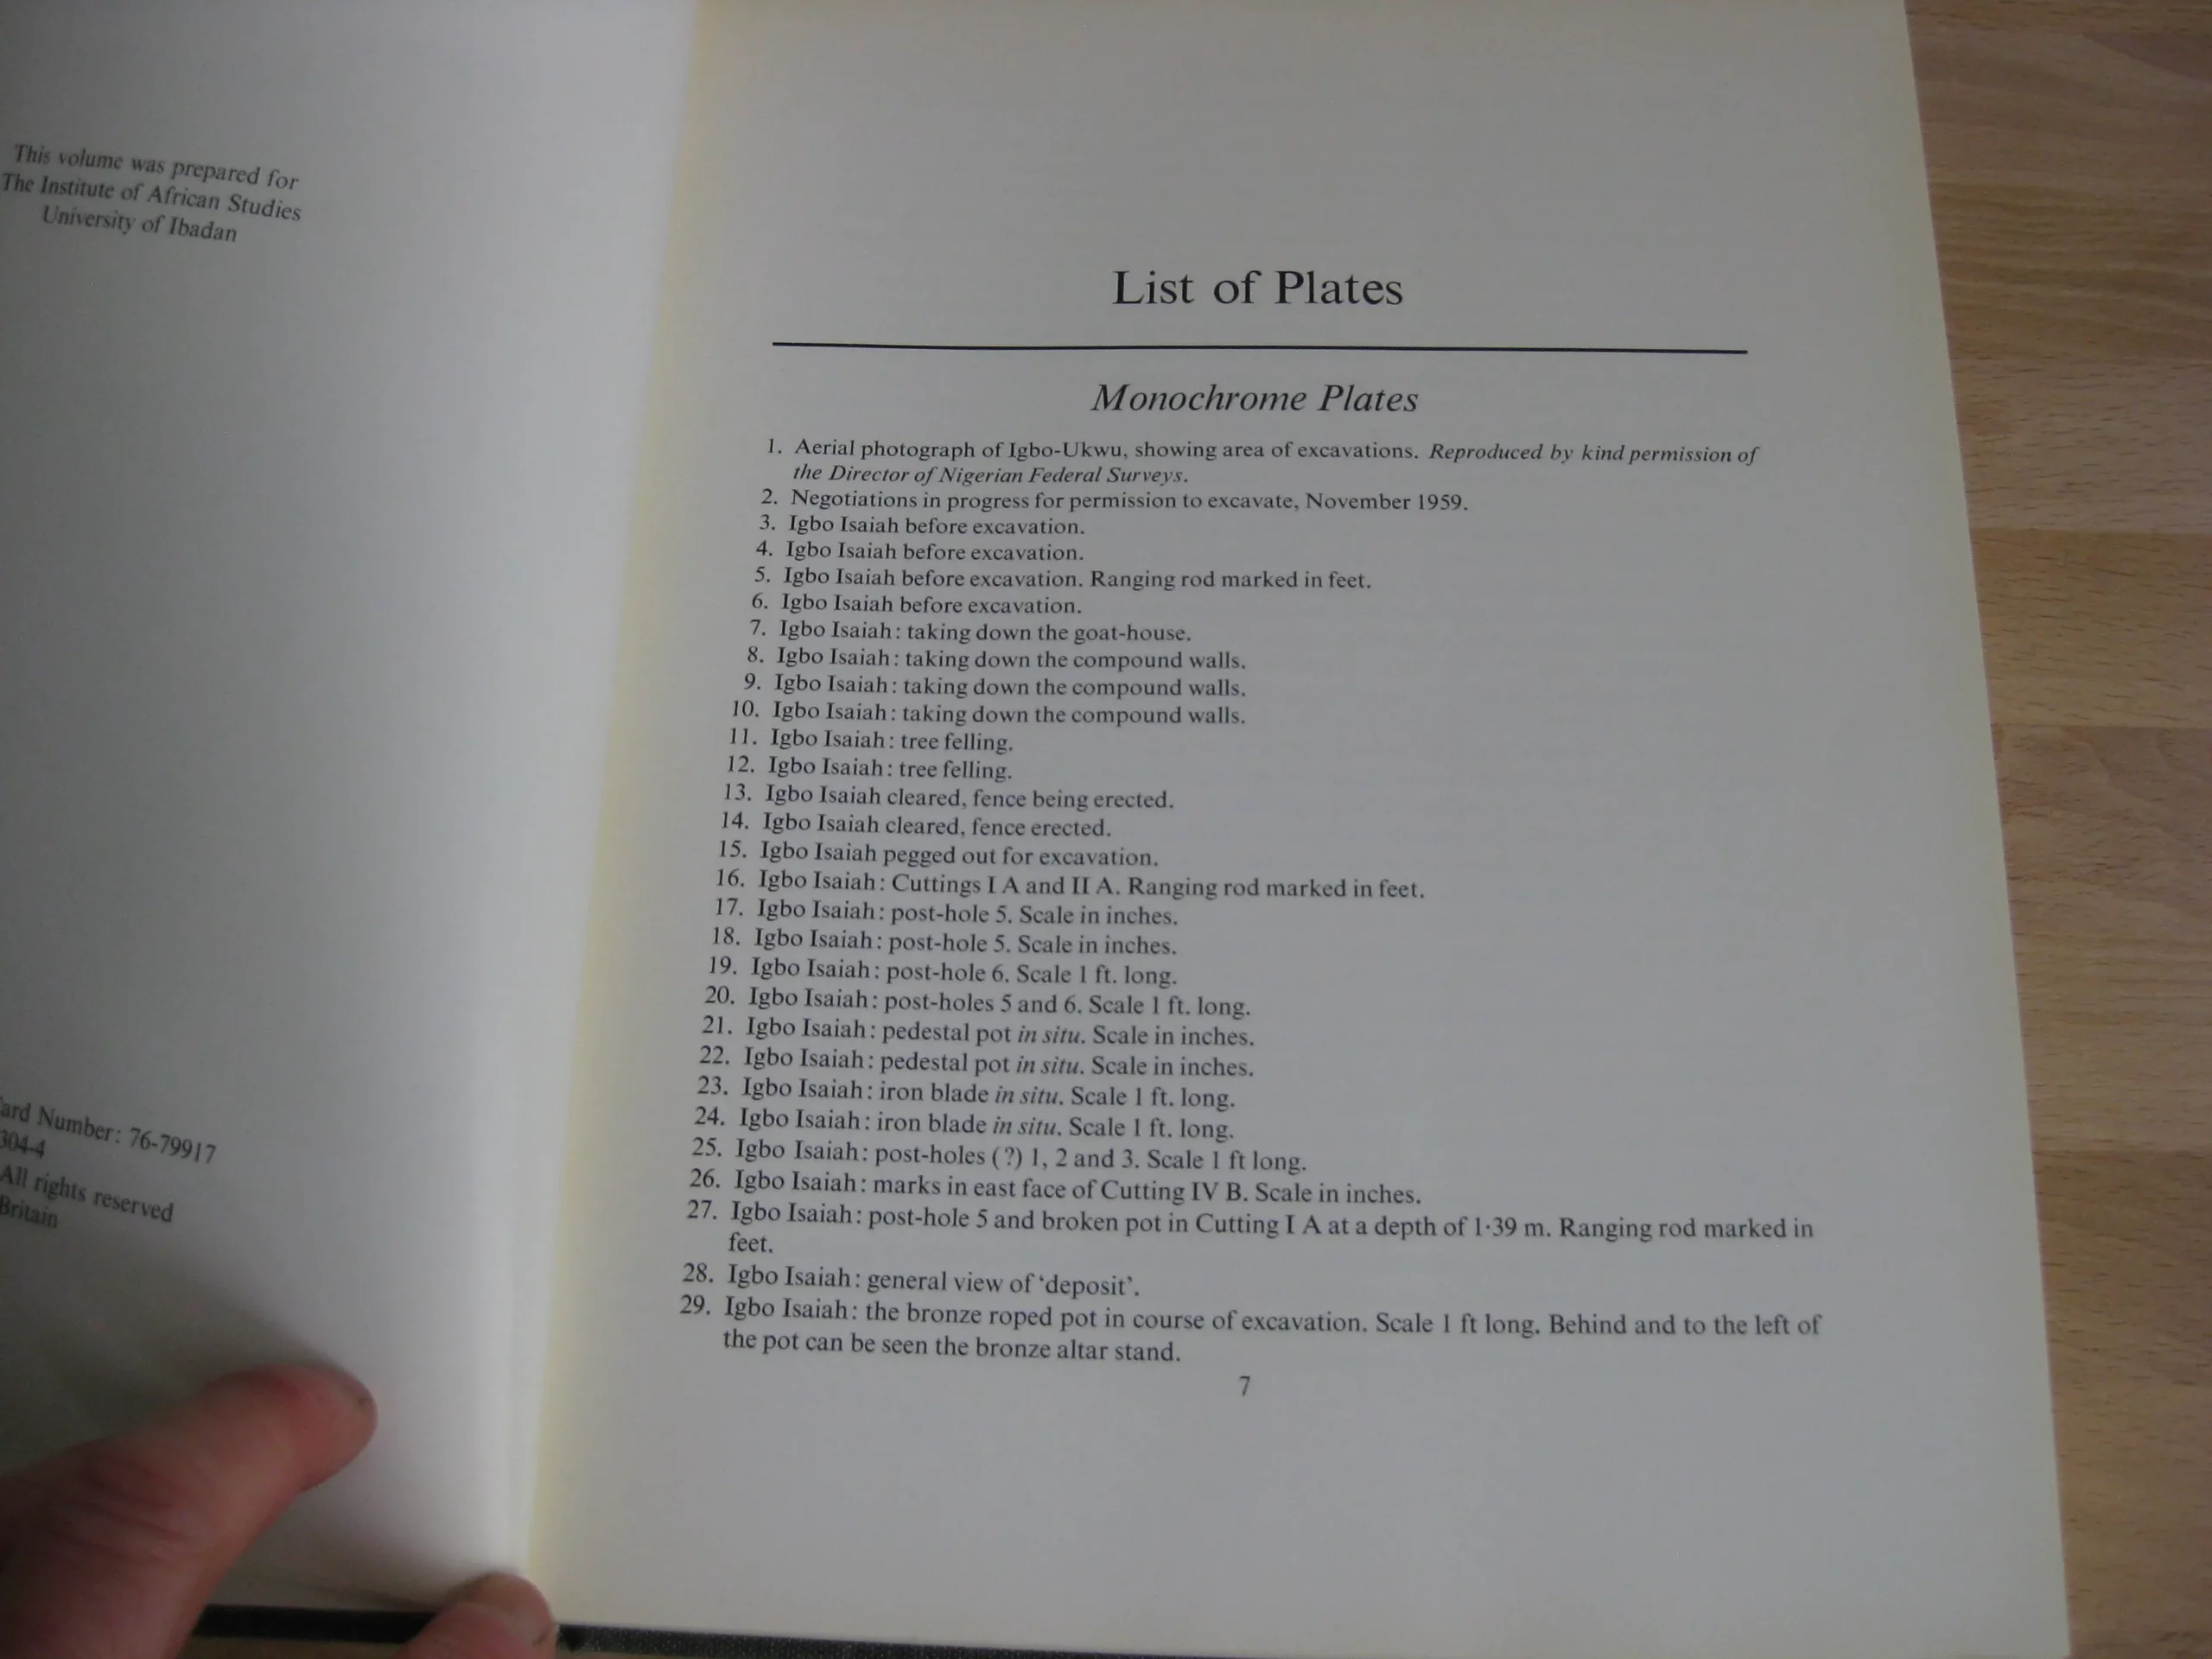 This volume was prepared for
The Institute of African Studies
University of Ibadan
Number: 76-79917
304-4
All rights reserved
Britain
List of Plates
Monochrome Plates
1. Aerial photograph of Igbo-Ukwu, showing area of excavations. Reproduced by kind permission of
the Director of Nigerian Federal Surveys.
2. Negotiations in progress for permission to excavate, November 1959.
3. Igbo Isaiah before excavation.
4. Igbo Isaiah before excavation.
5. Igbo Isaiah before excavation. Ranging rod marked in feet.
6. Igbo Isaiah before excavation.
7. Igbo Isaiah: taking down the goat-house.
8. Igbo Isaiah: taking down the compound walls.
9. Igbo Isaiah: taking down the compound walls.
10. Igbo Isaiah: taking down the compound walls.
11. Igbo Isaiah: tree felling.
12. Igbo Isaiah: tree felling.
13. Igbo Isaiah cleared, fence being erected.
14. Igbo Isaiah cleared, fence erected.
15. Igbo Isaiah pegged out for excavation.
16. Igbo Isaiah: Cuttings I A and II A. Ranging rod marked in feet.
17. Igbo Isaiah: post-hole 5. Scale in inches.
18. Igbo Isaiah: post-hole 5. Scale in inches.
19. Igbo Isaiah: post-hole 6. Scale 1 ft. long.
20. Igbo Isaiah: post-holes 5 and 6. Scale 1 ft. long.
21. Igbo Isaiah: pedestal pot in situ. Scale in inches.
22. Igbo Isaiah: pedestal pot in situ. Scale in inches.
23. Igbo Isaiah: iron blade in situ. Scale 1 ft. long.
24. Igbo Isaiah: iron blade in situ. Scale 1 ft. long.
25. Igbo Isaiah: post-holes (?) 1, 2 and 3. Scale 1 ft long.
26. Igbo Isaiah: marks in east face of Cutting IV B. Scale in inches.
27. Igbo Isaiah: post-hole 5 and broken pot in Cutting I A at a depth of 1·39 m. Ranging rod marked in
feet.
28. Igbo Isaiah: general view of ‘deposit’.
29. Igbo Isaiah: the bronze roped pot in course of excavation. Scale 1 ft long. Behind and to the left of
the pot can be seen the bronze altar stand.
7